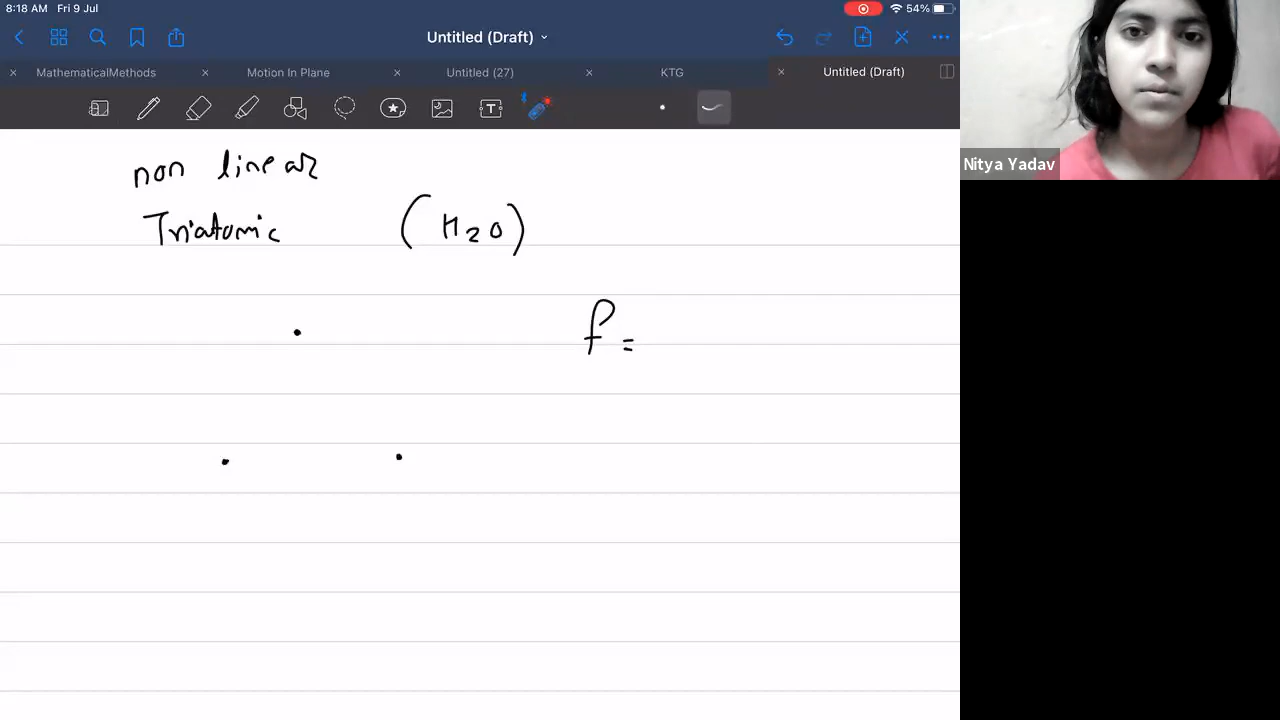 8:18 AM Fri 9 Jul
54%
Untitled (Draft)
MathematicalMethods
Motion In Plane
Untitled (27)
KTG
Untitled (Draft)
T
non linear
Triatomic (H2O)
f =
Nitya Yadav